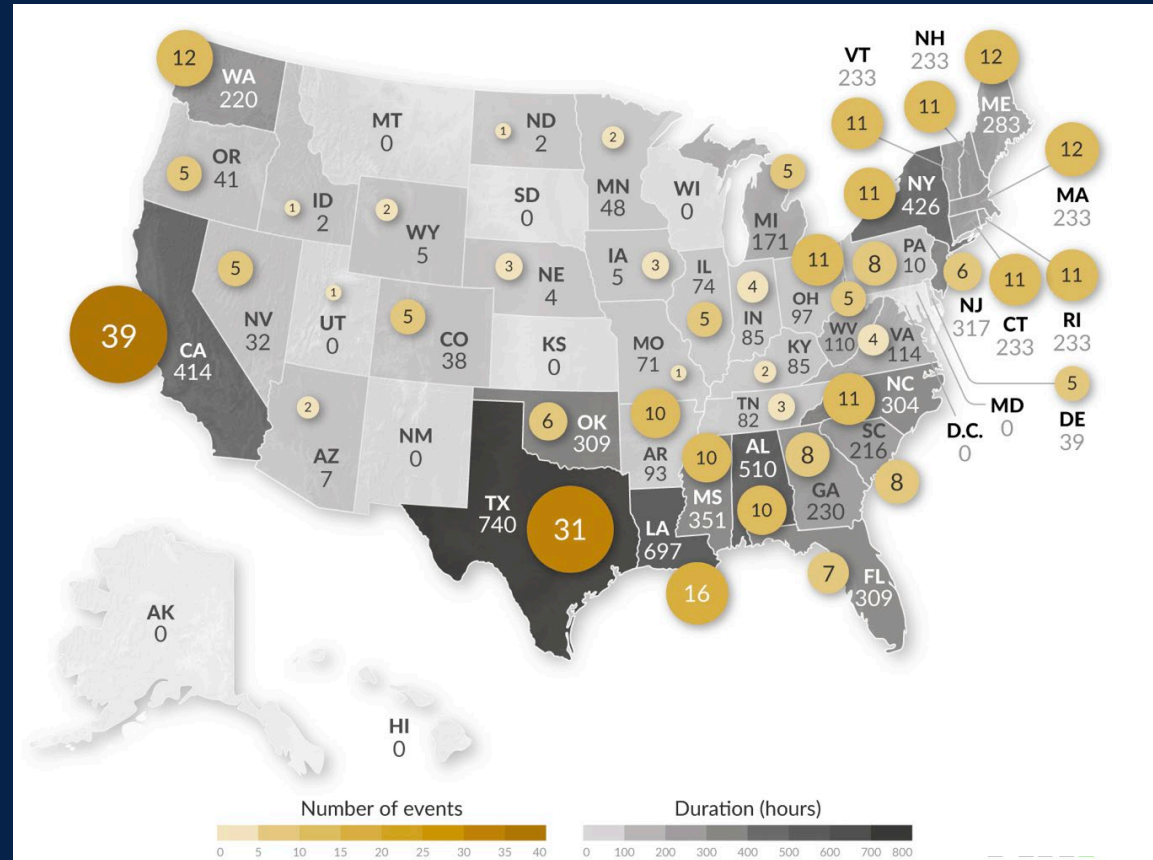 12
WA
220
MT
0
1
ND
2
2
MN
48
VT
233
NH
233
11
11
12
ME
283
12
MA
233
5
OR
41
1
ID
2
2
WY
5
SD
0
WI
0
5
MI
171
11
NY
426
39
CA
414
5
NV
32
1
UT
0
5
CO
38
3
NE
4
IA
5
3
IL
74
5
4
IN
85
11
OH
97
8
PA
10
5
WV
110
4
VA
114
6
NJ
317
11
CT
233
11
RI
233
5
DE
39
MD
0
D.C.
0
KS
0
MO
71
1
2
KY
85
2
AZ
7
NM
0
6
OK
309
10
AR
93
TN
82
3
11
NC
304
SC
216
8
TX
740
31
LA
697
16
10
MS
351
AL
510
10
8
GA
230
7
FL
309
AK
0
HI
0
Number of events
0 5 10 15 20 25 30 35 40
Duration (hours)
0 100 200 300 400 500 600 700 800